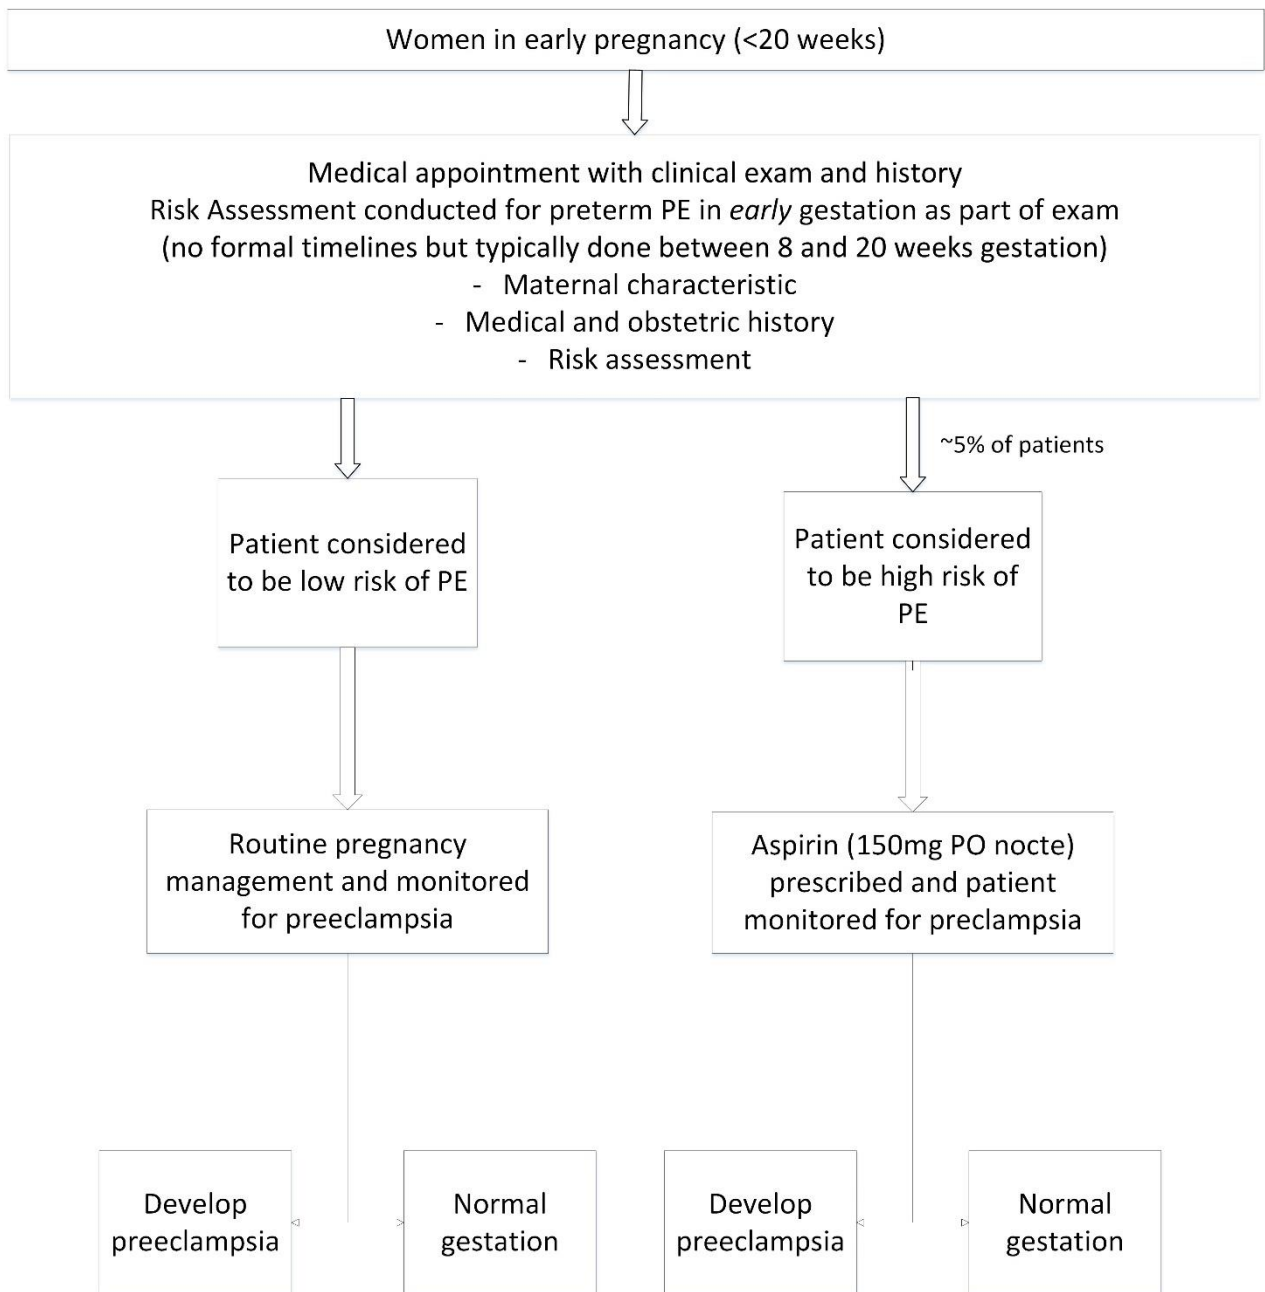 Women in early pregnancy (<20 weeks)
Medical appointment with clinical exam and history
Risk Assessment conducted for preterm PE in early gestation as part of exam
(no formal timelines but typically done between 8 and 20 weeks gestation)
- Maternal characteristic
- Medical and obstetric history
- Risk assessment
~5% of patients
Patient considered
to be low risk of PE
Patient considered
to be high risk of
PE
Routine pregnancy
management and monitored
for preeclampsia
Aspirin (150mg PO nocte)
prescribed and patient
monitored for preclampsia
Develop
preeclampsia
Normal
gestation
Develop
preeclampsia
Normal
gestation